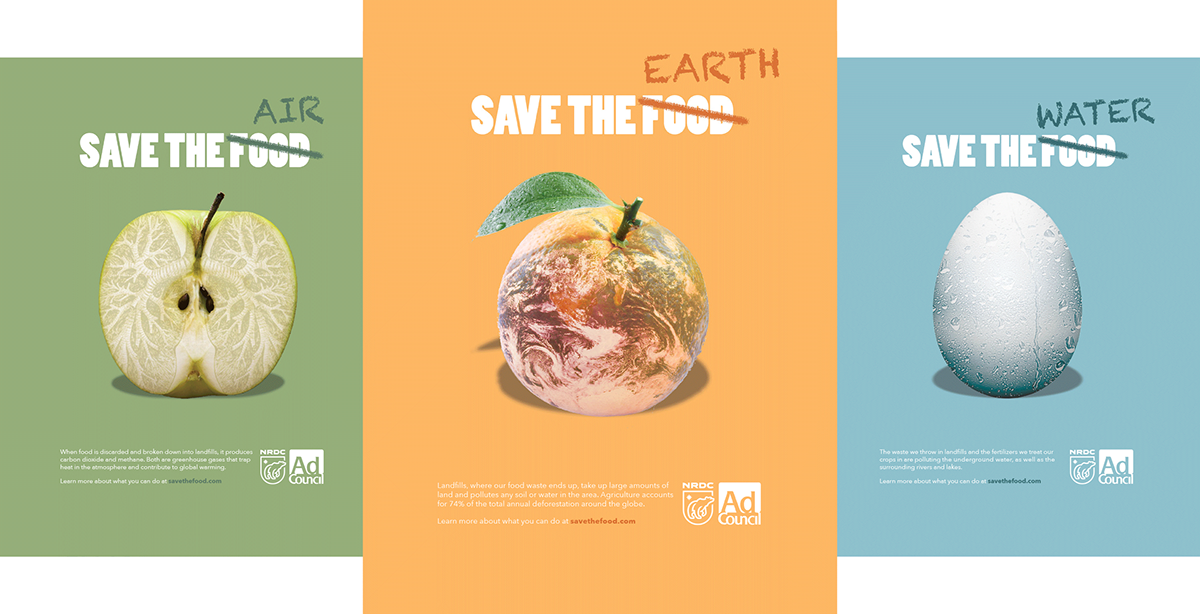 AIR
SAVE THE FOOD
When food is discarded and broken down into landfills, it produces
carbon dioxide and methane. Both are greenhouse gases that trap
heat in the atmosphere and contribute to global warming.
Learn more about what you can do at savethefood.com
NRDC
Ad
Council
EARTH
SAVE THE FOOD
Landfills, where our food waste ends up, take up large amounts of
land and pollutes any soil or water in the area. Agriculture accounts
for 74% of the total annual deforestation around the globe.
Learn more about what you can do at savethefood.com
NRDC
Ad
Council
WATER
SAVE THE FOOD
The waste we throw in landfills and the fertilizers we treat our
crops in are polluting the underground water, as well as the
surrounding rivers and lakes.
Learn more about what you can do at savethefood.com
NRDC
Ad
Council